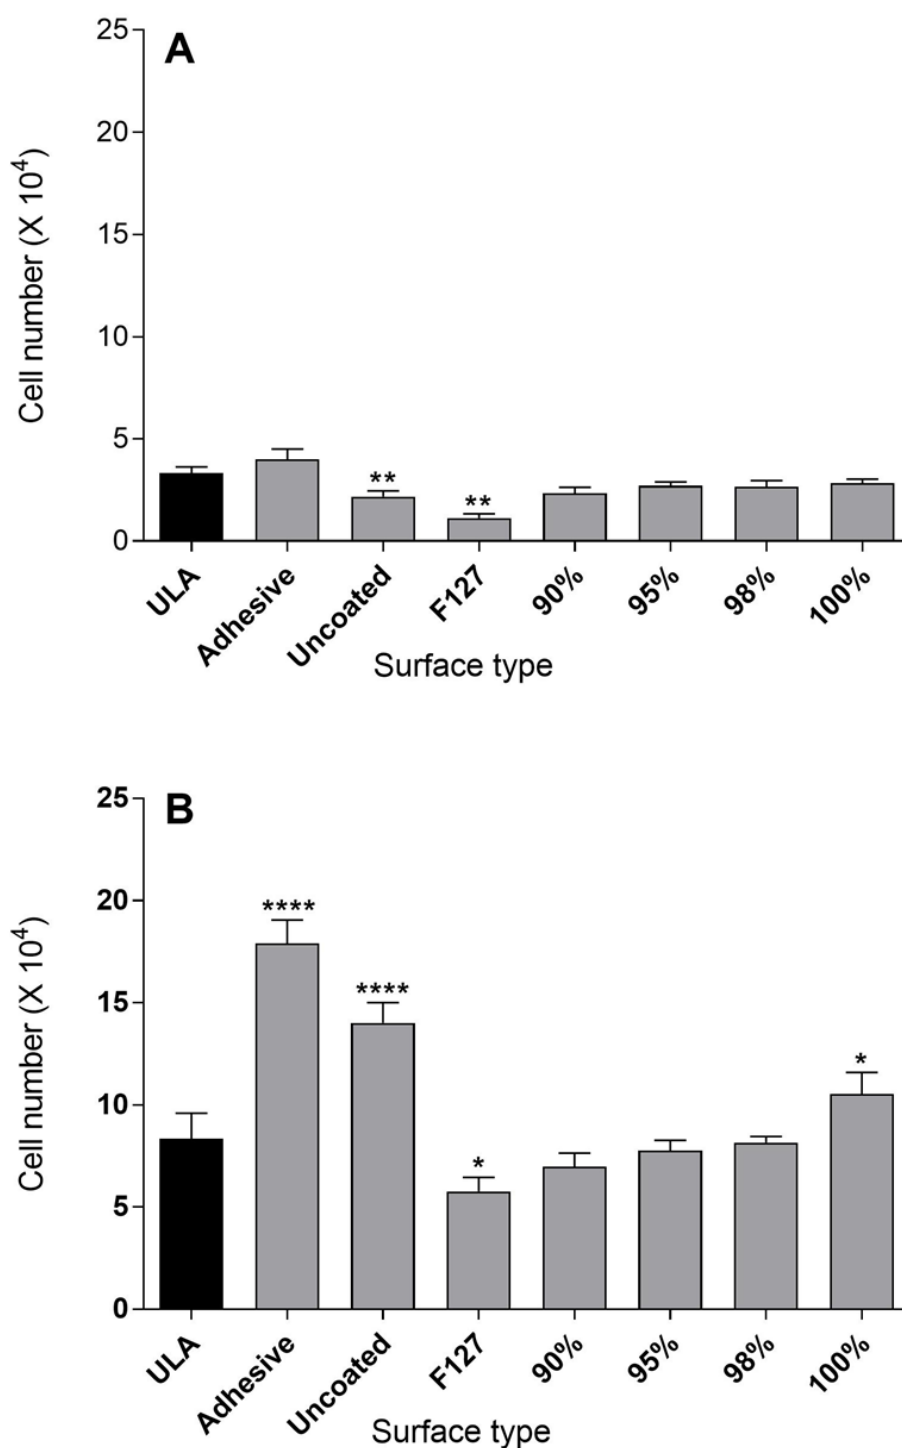 A
25
20
15
10
5
0
Cell number (X 10⁴)
** **
ULA Adhesive Uncoated F127 90% 95% 98% 100%
Surface type
B
25
20
15
10
5
0
Cell number (X 10⁴)
**** **** * *
ULA Adhesive Uncoated F127 90% 95% 98% 100%
Surface type